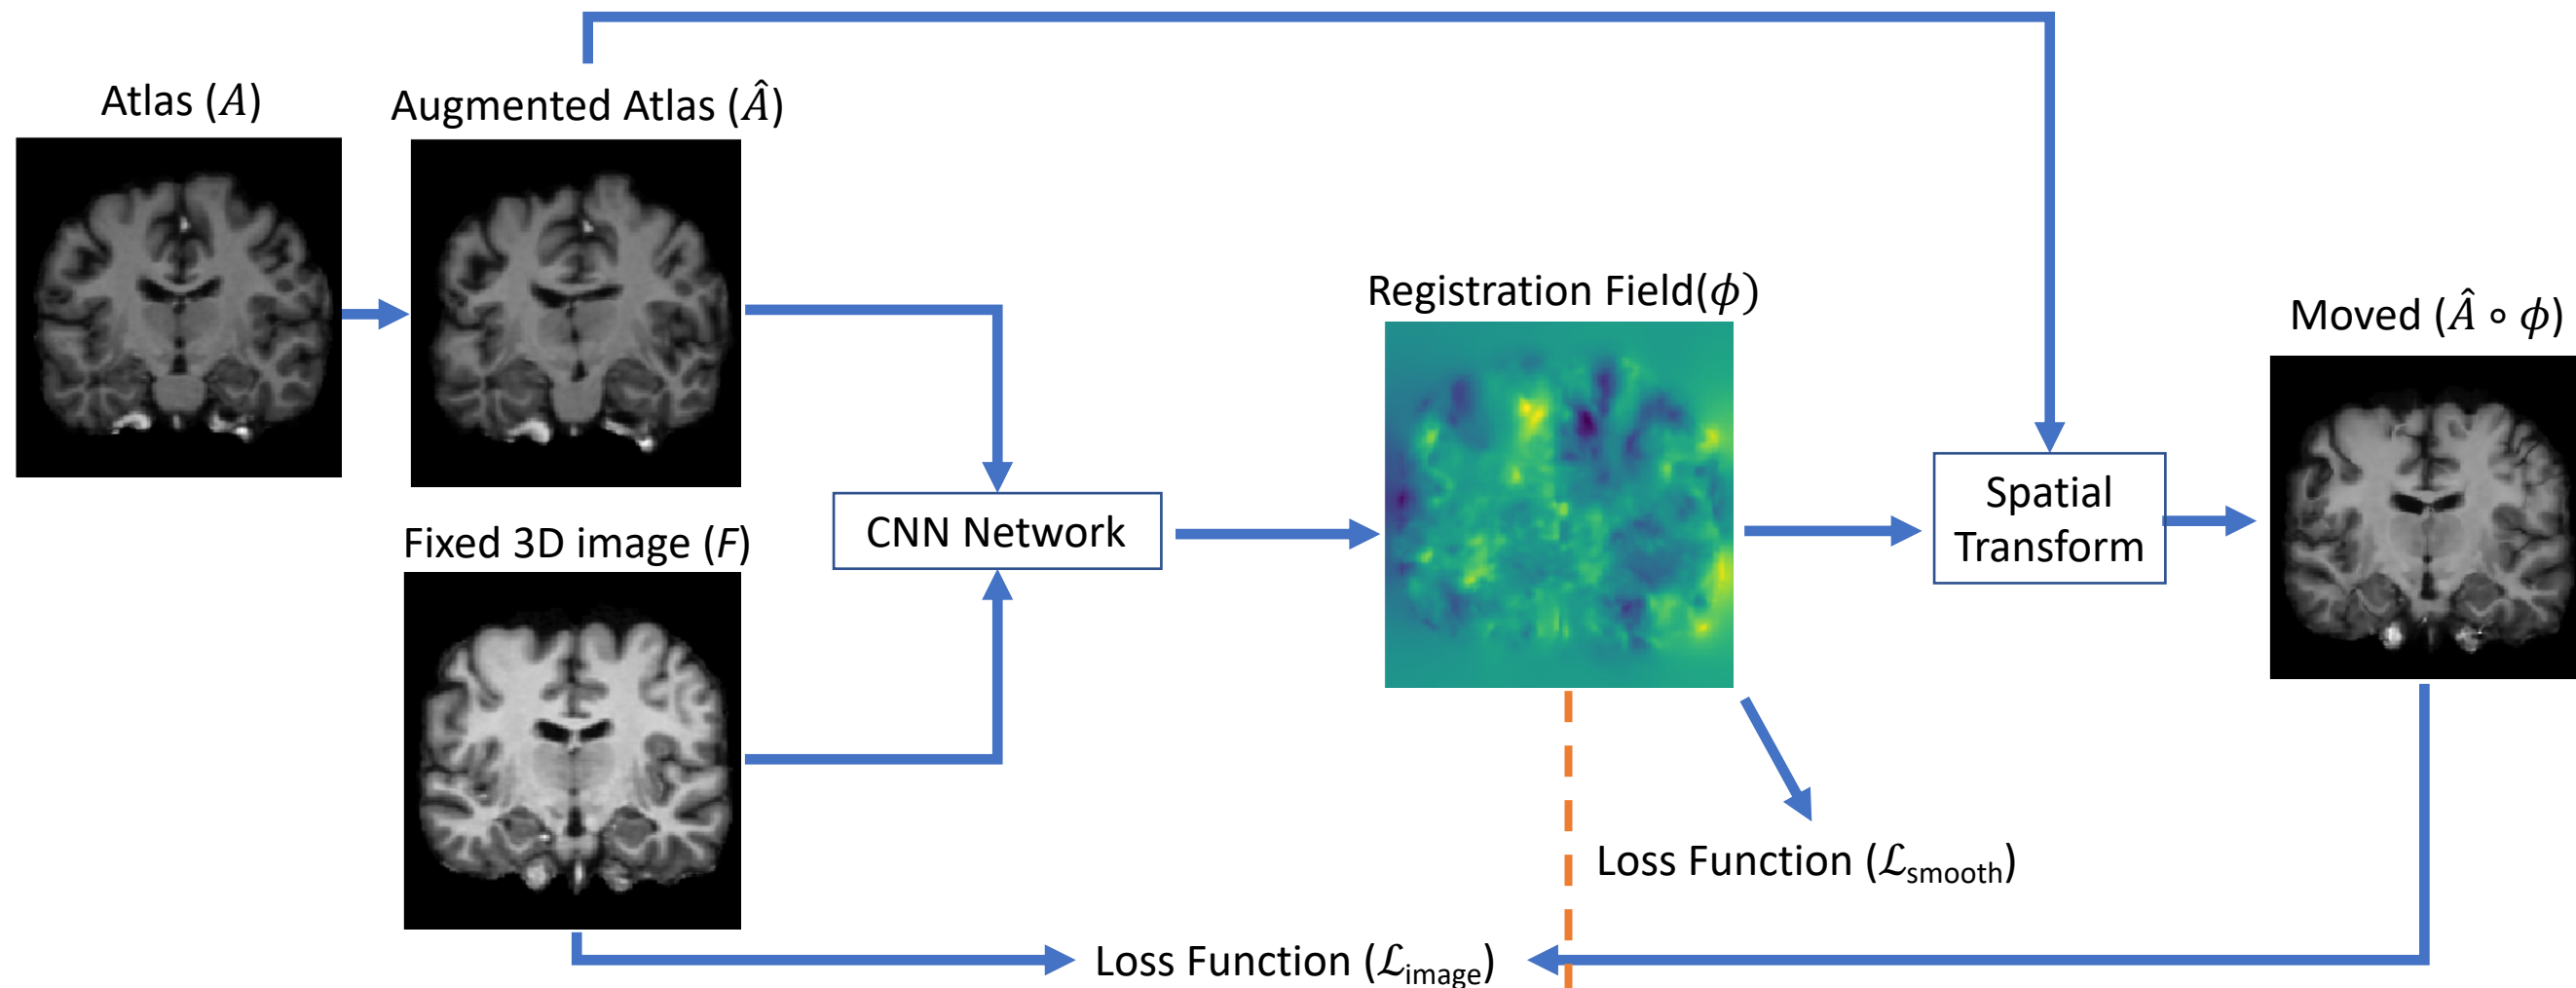 Atlas (A)
Augmented Atlas (Â)
Fixed 3D image (F)
CNN Network
Registration Field(ϕ)
Spatial
Transform
Moved (Â ∘ ϕ)
Loss Function (ℒsmooth)
Loss Function (ℒimage)